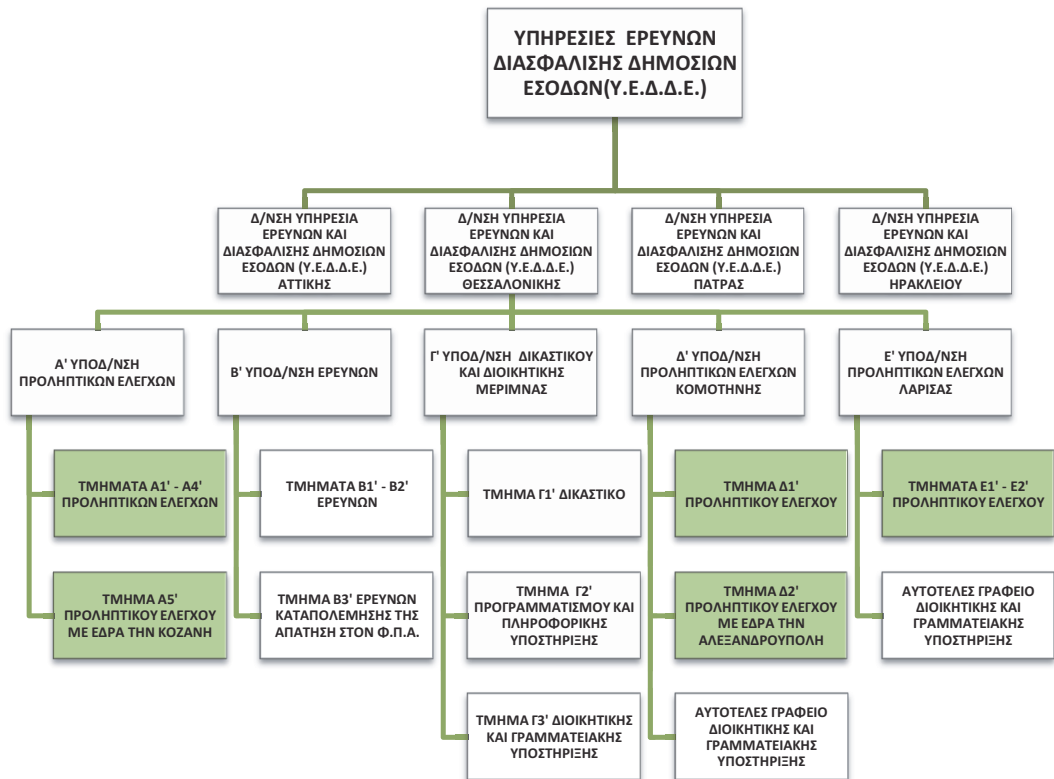 ΥΠΗΡΕΣΙΕΣ ΕΡΕΥΝΩΝ
ΔΙΑΣΦΑΛΙΣΗΣ ΔΗΜΟΣΙΩΝ
ΕΣΟΔΩΝ(Υ.Ε.Δ.Δ.Ε.)
Δ/ΝΣΗ ΥΠΗΡΕΣΙΑ
ΕΡΕΥΝΩΝ ΚΑΙ
ΔΙΑΣΦΑΛΙΣΗΣ ΔΗΜΟΣΙΩΝ
ΕΣΟΔΩΝ (Υ.Ε.Δ.Δ.Ε.)
ΑΤΤΙΚΗΣ
Δ/ΝΣΗ ΥΠΗΡΕΣΙΑ
ΕΡΕΥΝΩΝ ΚΑΙ
ΔΙΑΣΦΑΛΙΣΗΣ ΔΗΜΟΣΙΩΝ
ΕΣΟΔΩΝ (Υ.Ε.Δ.Δ.Ε.)
ΘΕΣΣΑΛΟΝΙΚΗΣ
Δ/ΝΣΗ ΥΠΗΡΕΣΙΑ
ΕΡΕΥΝΩΝ ΚΑΙ
ΔΙΑΣΦΑΛΙΣΗΣ ΔΗΜΟΣΙΩΝ
ΕΣΟΔΩΝ (Υ.Ε.Δ.Δ.Ε.)
ΠΑΤΡΑΣ
Δ/ΝΣΗ ΥΠΗΡΕΣΙΑ
ΕΡΕΥΝΩΝ ΚΑΙ
ΔΙΑΣΦΑΛΙΣΗΣ ΔΗΜΟΣΙΩΝ
ΕΣΟΔΩΝ (Υ.Ε.Δ.Δ.Ε.)
ΗΡΑΚΛΕΙΟΥ
Α' ΥΠΟΔ/ΝΣΗ
ΠΡΟΛΗΠΤΙΚΩΝ ΕΛΕΓΧΩΝ
Β' ΥΠΟΔ/ΝΣΗ ΕΡΕΥΝΩΝ
Γ' ΥΠΟΔ/ΝΣΗ ΔΙΚΑΣΤΙΚΟΥ
ΚΑΙ ΔΙΟΙΚΗΤΙΚΗΣ
ΜΕΡΙΜΝΑΣ
Δ' ΥΠΟΔ/ΝΣΗ
ΠΡΟΛΗΠΤΙΚΩΝ ΕΛΕΓΧΩΝ
ΚΟΜΟΤΗΝΗΣ
Ε' ΥΠΟΔ/ΝΣΗ
ΠΡΟΛΗΠΤΙΚΩΝ ΕΛΕΓΧΩΝ
ΛΑΡΙΣΑΣ
ΤΜΗΜΑΤΑ Α1' - Α4'
ΠΡΟΛΗΠΤΙΚΩΝ ΕΛΕΓΧΩΝ
ΤΜΗΜΑΤΑ Β1' - Β2'
ΕΡΕΥΝΩΝ
ΤΜΗΜΑ Γ1' ΔΙΚΑΣΤΙΚΟ
ΤΜΗΜΑ Δ1'
ΠΡΟΛΗΠΤΙΚΟΥ ΕΛΕΓΧΟΥ
ΤΜΗΜΑΤΑ Ε1' - Ε2'
ΠΡΟΛΗΠΤΙΚΟΥ ΕΛΕΓΧΟΥ
ΤΜΗΜΑ Α5'
ΠΡΟΛΗΠΤΙΚΟΥ ΕΛΕΓΧΟΥ
ΜΕ ΕΔΡΑ ΤΗΝ ΚΟΖΑΝΗ
ΤΜΗΜΑ Β3' ΕΡΕΥΝΩΝ
ΚΑΤΑΠΟΛΕΜΗΣΗΣ ΤΗΣ
ΑΠΑΤΗΣΗ ΣΤΟΝ Φ.Π.Α.
ΤΜΗΜΑ Γ2'
ΠΡΟΓΡΑΜΜΑΤΙΣΜΟΥ ΚΑΙ
ΠΛΗΡΟΦΟΡΙΚΗΣ
ΥΠΟΣΤΗΡΙΞΗΣ
ΤΜΗΜΑ Δ2'
ΠΡΟΛΗΠΤΙΚΟΥ ΕΛΕΓΧΟΥ
ΜΕ ΕΔΡΑ ΤΗΝ
ΑΛΕΞΑΝΔΡΟΥΠΟΛΗ
ΑΥΤΟΤΕΛΕΣ ΓΡΑΦΕΙΟ
ΔΙΟΙΚΗΤΙΚΗΣ ΚΑΙ
ΓΡΑΜΜΑΤΕΙΑΚΗΣ
ΥΠΟΣΤΗΡΙΞΗΣ
ΤΜΗΜΑ Γ3' ΔΙΟΙΚΗΤΙΚΗΣ
ΚΑΙ ΓΡΑΜΜΑΤΕΙΑΚΗΣ
ΥΠΟΣΤΗΡΙΞΗΣ
ΑΥΤΟΤΕΛΕΣ ΓΡΑΦΕΙΟ
ΔΙΟΙΚΗΤΙΚΗΣ ΚΑΙ
ΓΡΑΜΜΑΤΕΙΑΚΗΣ
ΥΠΟΣΤΗΡΙΞΗΣ